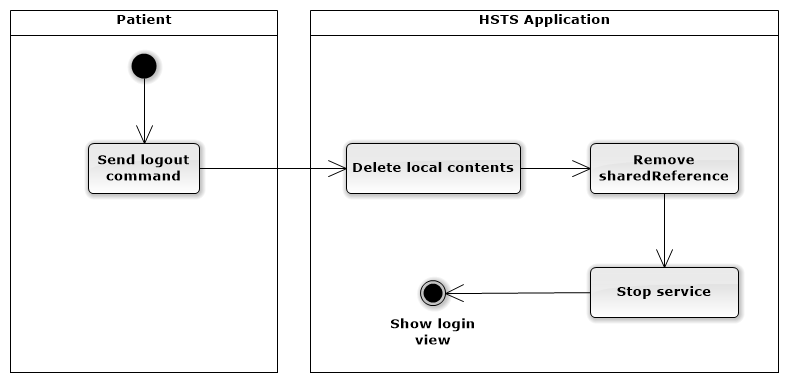 Patient
HSTS Application
Send logout
command
Delete local contents
Remove
sharedReference
Stop service
Show login
view